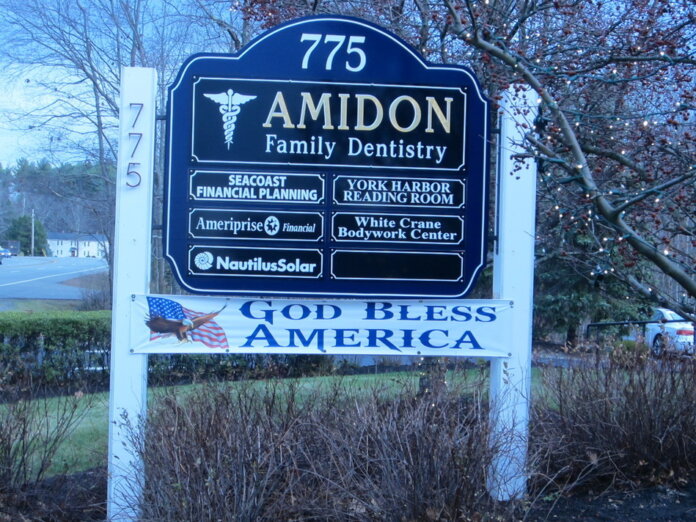 775
775
AMIDON
Family Dentistry
SEACOAST
FINANCIAL PLANNING
YORK HARBOR
READING ROOM
Ameriprise Financial
White Crane
Bodywork Center
NautilusSolar
GOD BLESS
AMERICA